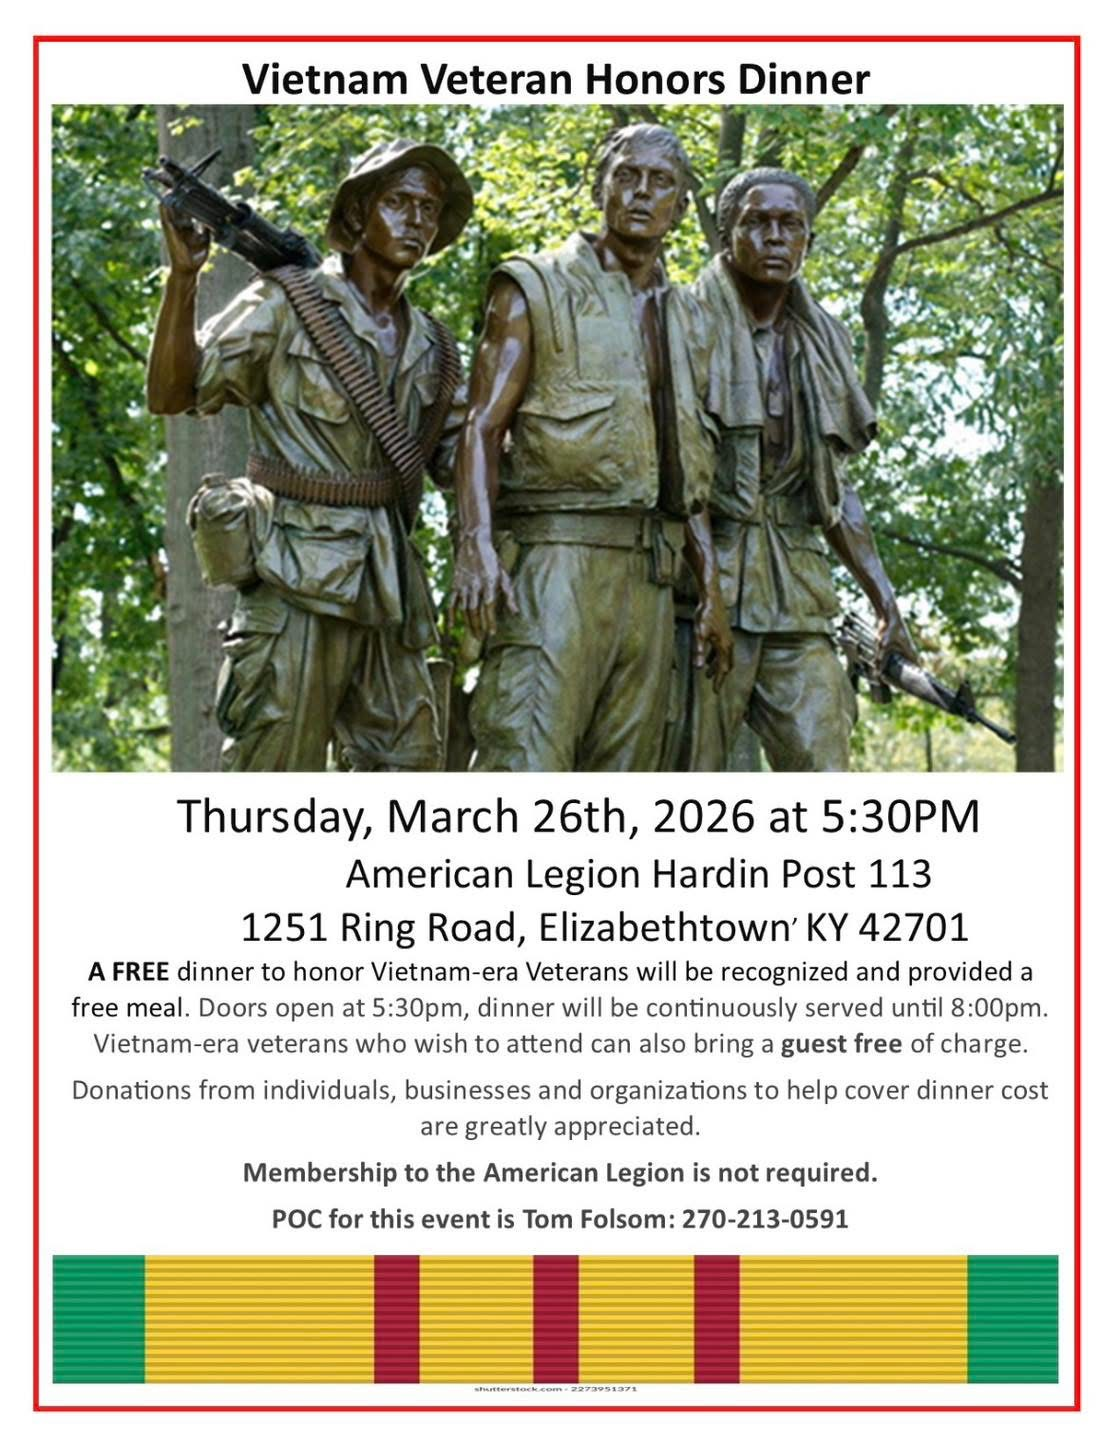 Vietnam Veteran Honors Dinner
Thursday, March 26th, 2026 at 5:30PM
American Legion Hardin Post 113
1251 Ring Road, Elizabethtown, KY 42701
A FREE dinner to honor Vietnam-era Veterans will be recognized and provided a
free meal. Doors open at 5:30pm, dinner will be continuously served until 8:00pm.
Vietnam-era veterans who wish to attend can also bring a guest free of charge.
Donations from individuals, businesses and organizations to help cover dinner cost
are greatly appreciated.
Membership to the American Legion is not required.
POC for this event is Tom Folsom: 270-213-0591
shutterstock.com - 2273951371